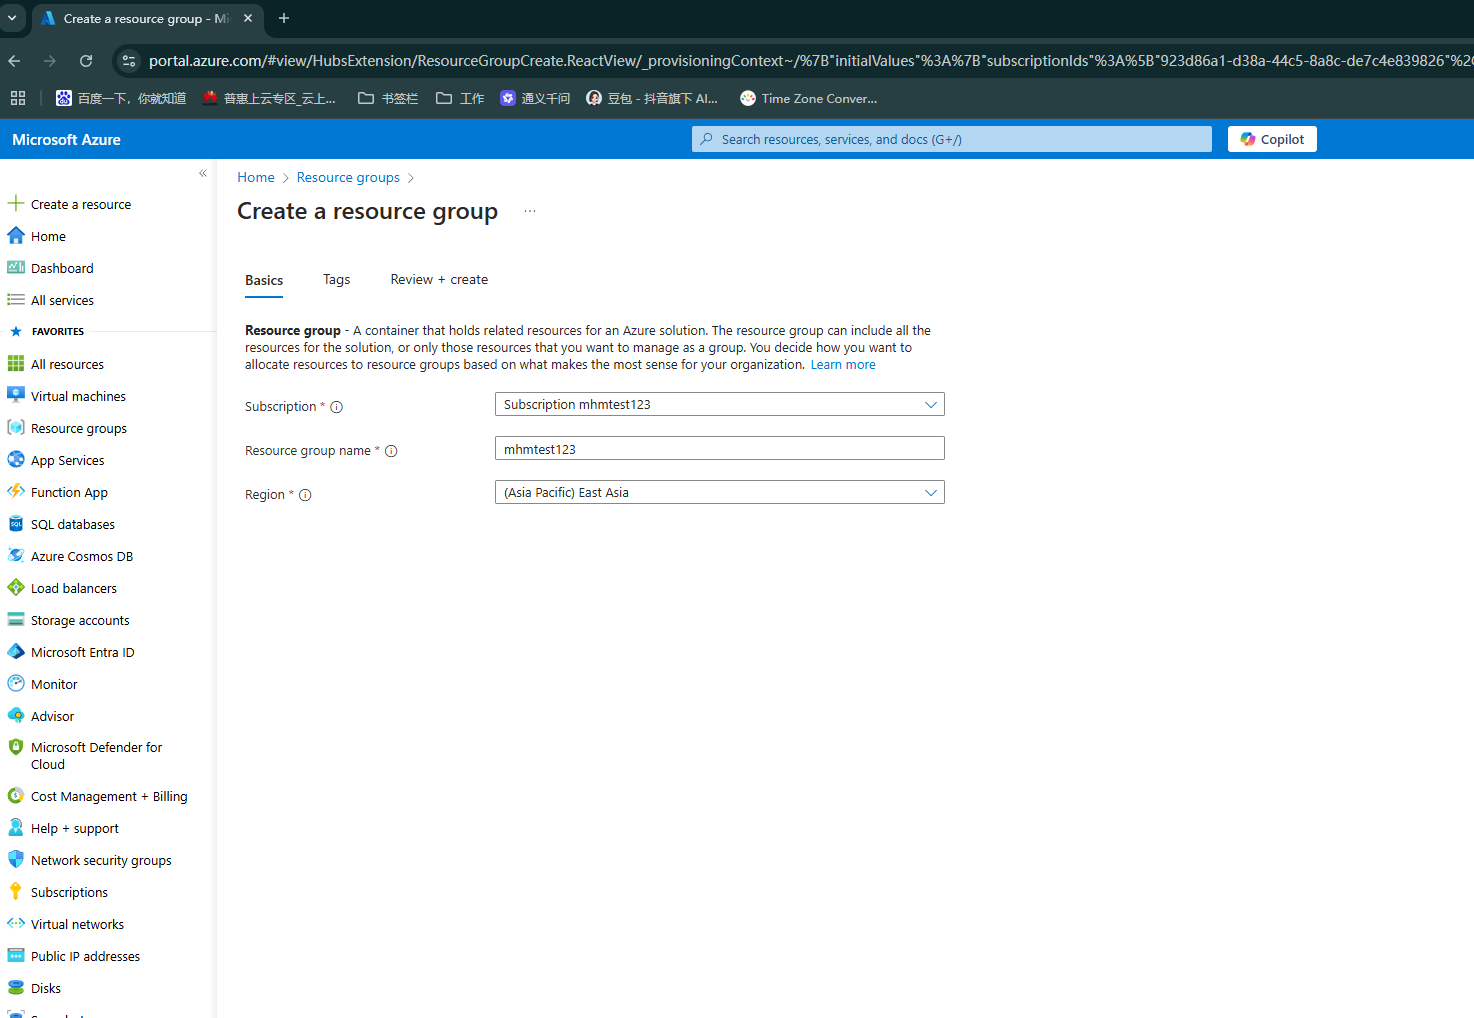 Create a resource group - Mi
portal.azure.com/#view/HubsExtension/ResourceGroupCreate.ReactView/_provisioningContext~/%7B"initialValues"%3A%7B"subscriptionIds"%3A%5B"923d86a1-d38a-44c5-8a8c-de7c4e839826"%2C
百度一下，你就知道 普惠上云专区_云上... 书签栏 工作 通义千问 豆包 - 抖音旗下 AI... Time Zone Conver...
Microsoft Azure
Search resources, services, and docs (G+/)
Copilot
Create a resource
Home
Dashboard
All services
FAVORITES
All resources
Virtual machines
Resource groups
App Services
Function App
SQL databases
Azure Cosmos DB
Load balancers
Storage accounts
Microsoft Entra ID
Monitor
Advisor
Microsoft Defender for
Cloud
Cost Management + Billing
Help + support
Network security groups
Subscriptions
Virtual networks
Public IP addresses
Disks
Home > Resource groups >
Create a resource group ...
Basics Tags Review + create
Resource group - A container that holds related resources for an Azure solution. The resource group can include all the
resources for the solution, or only those resources that you want to manage as a group. You decide how you want to
allocate resources to resource groups based on what makes the most sense for your organization. Learn more
Subscription * Subscription mhmtest123
Resource group name * mhmtest123
Region * (Asia Pacific) East Asia